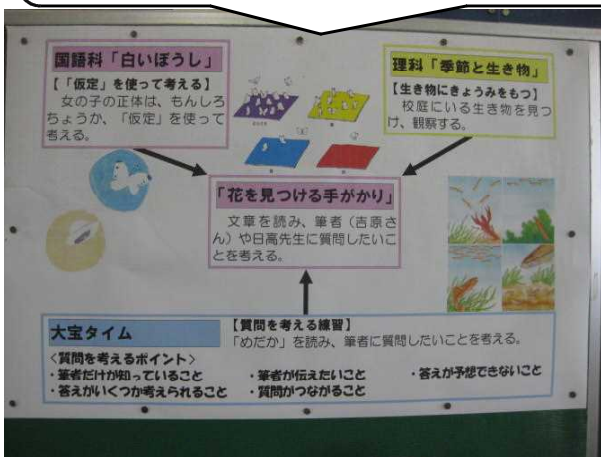 国語科「白いぼうし」
【「仮定」を使って考える】
女の子の正体は、もんしろ
ちょうか、「仮定」を使って
考える。
理科「季節と生き物」
【生き物にきょうみをもつ】
校庭にいる生き物を見つ
け、観察する。
「花を見つける手がかり」
文章を読み、筆者（吉原さ
ん）や日高先生に質問したいこ
とを考える。
大宝タイム
【質問を考える練習】
「めだか」を読み、筆者に質問したいことを考える。
〈質問を考えるポイント〉
・筆者だけが知っていること
・筆者が伝えたいこと
・答えが予想できないこと
・答えがいくつか考えられること
・質問がつながること